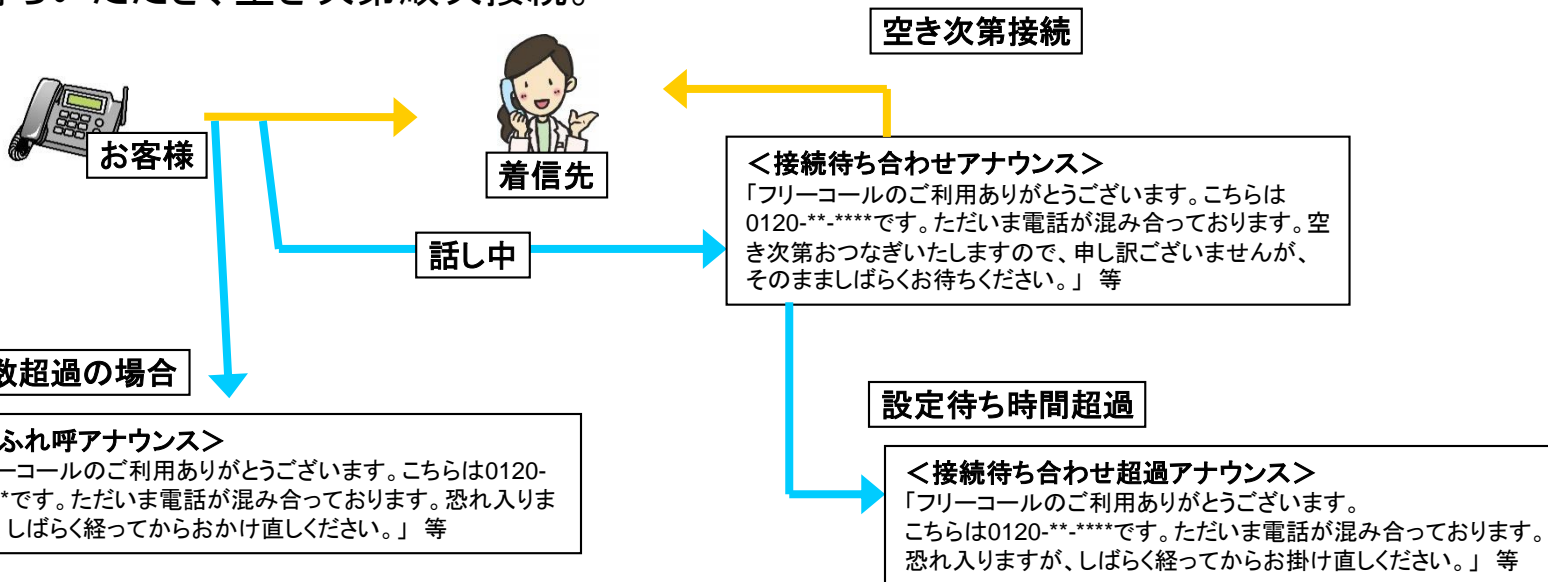 空き次第接続
お客様
着信先
＜接続待ち合わせアナウンス＞
「フリーコールのご利用ありがとうございます。こちらは
0120-**-****です。ただいま電話が混み合っております。空
き次第おつなぎいたしますので、申し訳ございませんが、
そのまましばらくお待ちください。」 等
話し中
数超過の場合
ふれ呼アナウンス＞
ーコールのご利用ありがとうございます。こちらは0120-
*です。ただいま電話が混み合っております。恐れ入りま
しばらく経ってからおかけ直しください。」 等
設定待ち時間超過
＜接続待ち合わせ超過アナウンス＞
「フリーコールのご利用ありがとうございます。
こちらは0120-**-****です。ただいま電話が混み合っております。
恐れ入りますが、しばらく経ってからお掛け直しください。」 等